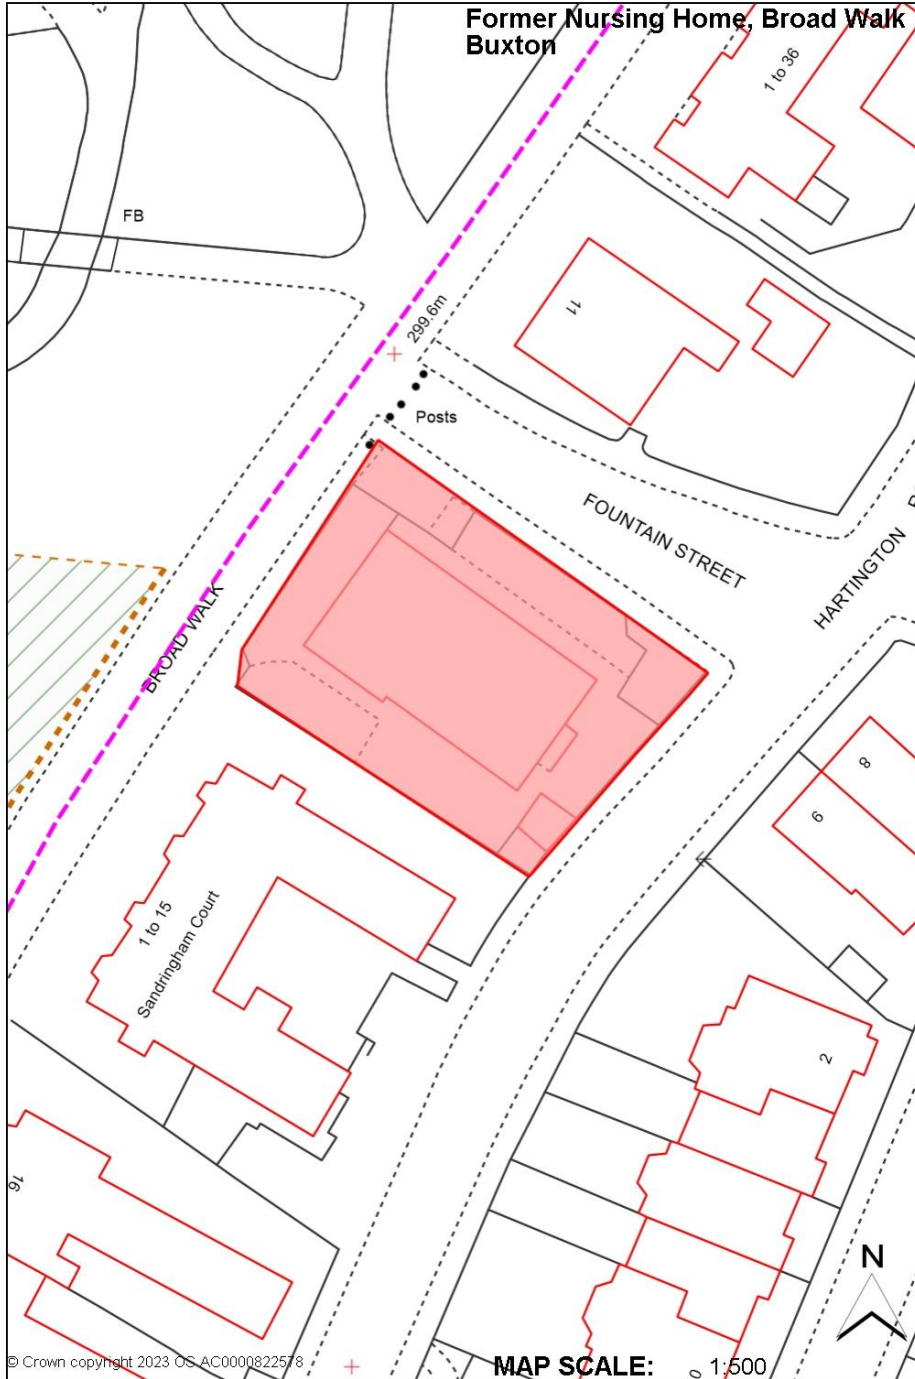 Former Nursing Home, Broad Walk
Buxton
1 to 36
FB
299.6m
11
Posts
FOUNTAIN STREET
HARTINGTON
BROAD WALK
8
6
1 to 15
Sandringham Court
2
16
N
© Crown copyright 2023 OS AC0000822578
MAP SCALE: 1:500